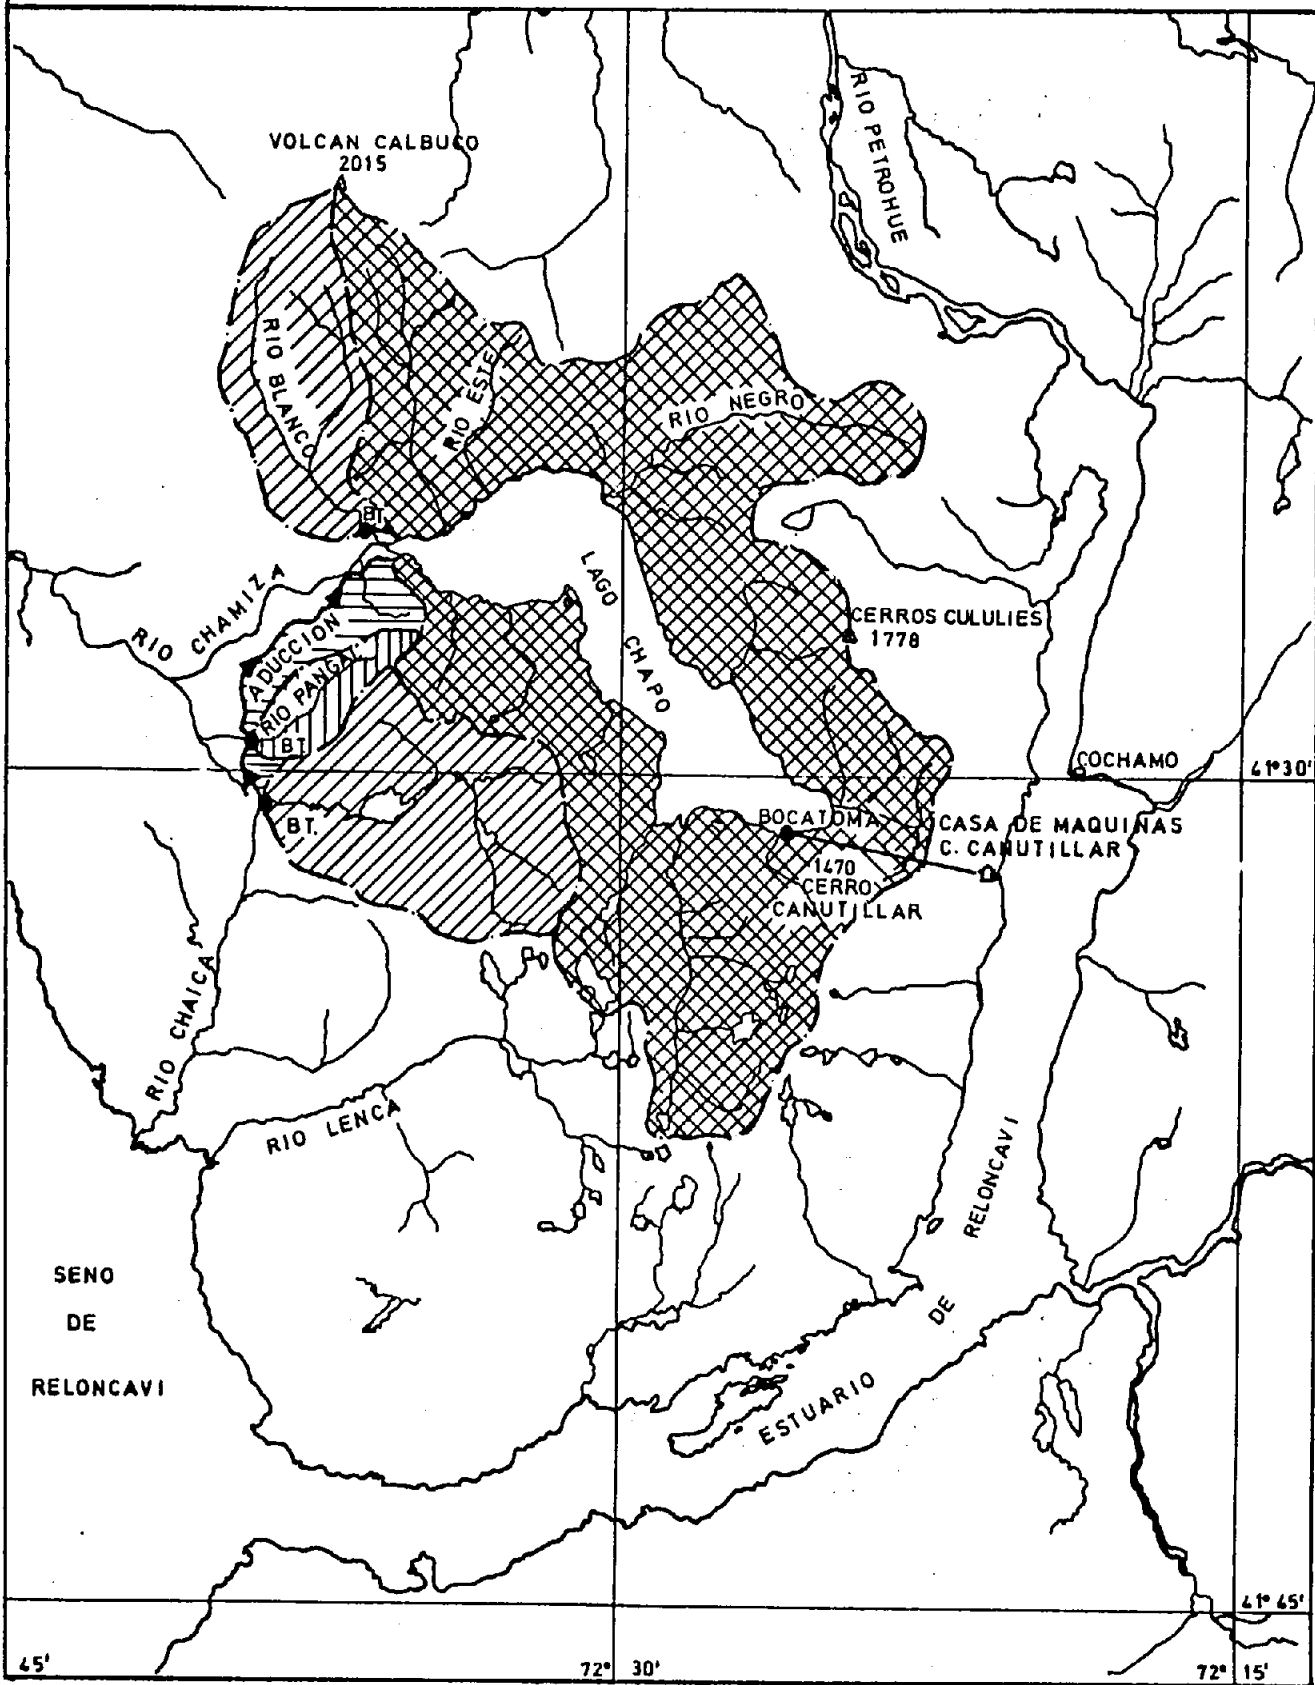 VOLCAN CALBUCO
2015
RIO PETROHUE
RIO BLANCO
RIO ESTE
RIO NEGRO
BT.
LAGO
CHAPO
RIO CHAMIZA
ADUCCION
RIO PANGAL
BT
CERROS CULULIES
1778
COCHAMO
41° 30'
BT.
BOCATOMA
CASA DE MAQUINAS
C. CANUTILLAR
1470
CERRO
CANUTILLAR
RIO CHAICA
RIO LENCA
SENO
DE
RELONCAVI
ESTUARIO
DE
RELONCAVI
41° 45'
45'
72° 30'
72° 15'